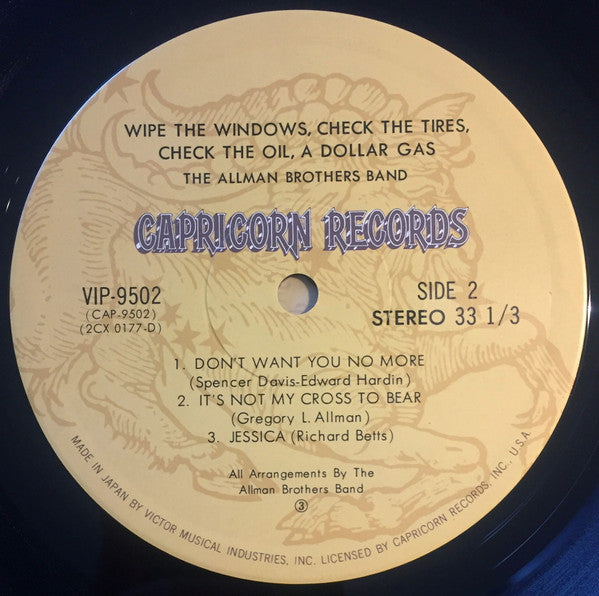 WIPE THE WINDOWS, CHECK THE TIRES,
CHECK THE OIL, A DOLLAR GAS
THE ALLMAN BROTHERS BAND
CAPRICORN RECORDS
VIP-9502
(CAP-9502)
(2CX 0177-D)
SIDE 2
STEREO 33 1/3
1. DON'T WANT YOU NO MORE
(Spencer Davis-Edward Hardin)
2. IT'S NOT MY CROSS TO BEAR
(Gregory L. Allman)
3. JESSICA (Richard Betts)
All Arrangements By The
Allman Brothers Band
③
MADE IN JAPAN BY VICTOR MUSICAL INDUSTRIES, INC. LICENSED BY CAPRICORN RECORDS, INC., U.S.A.